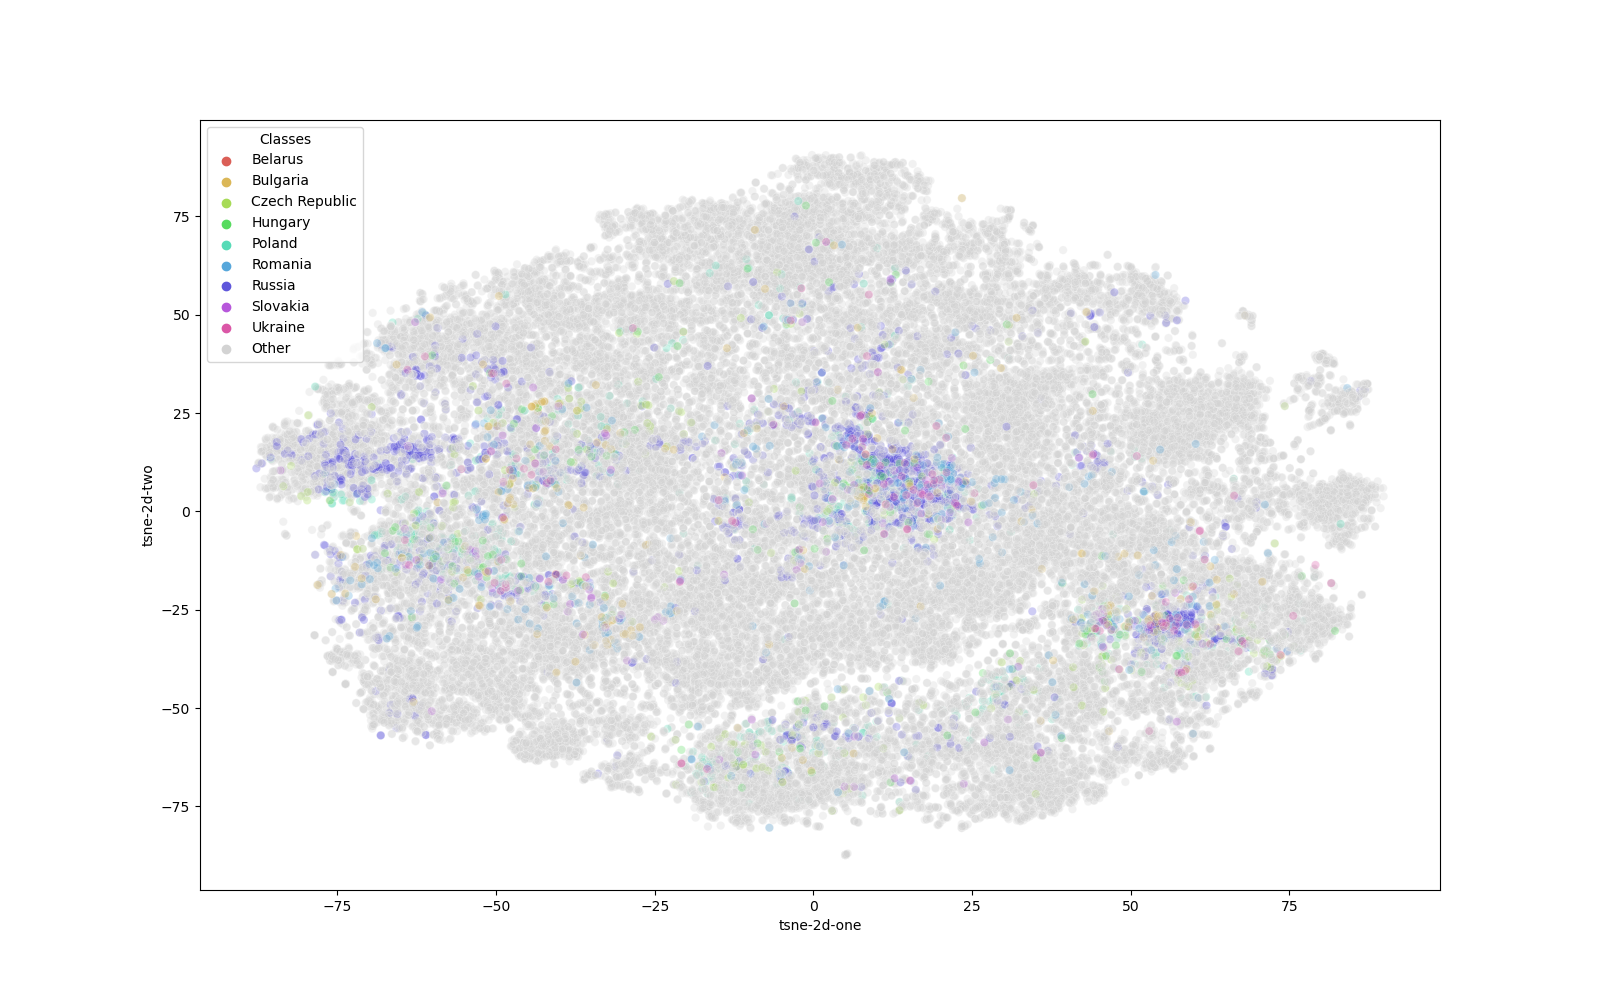 Classes
Belarus
Bulgaria
Czech Republic
Hungary
Poland
Romania
Russia
Slovakia
Ukraine
Other
75
50
25
0
−25
−50
−75
tsne-2d-two
−75 −50 −25 0 25 50 75
tsne-2d-one